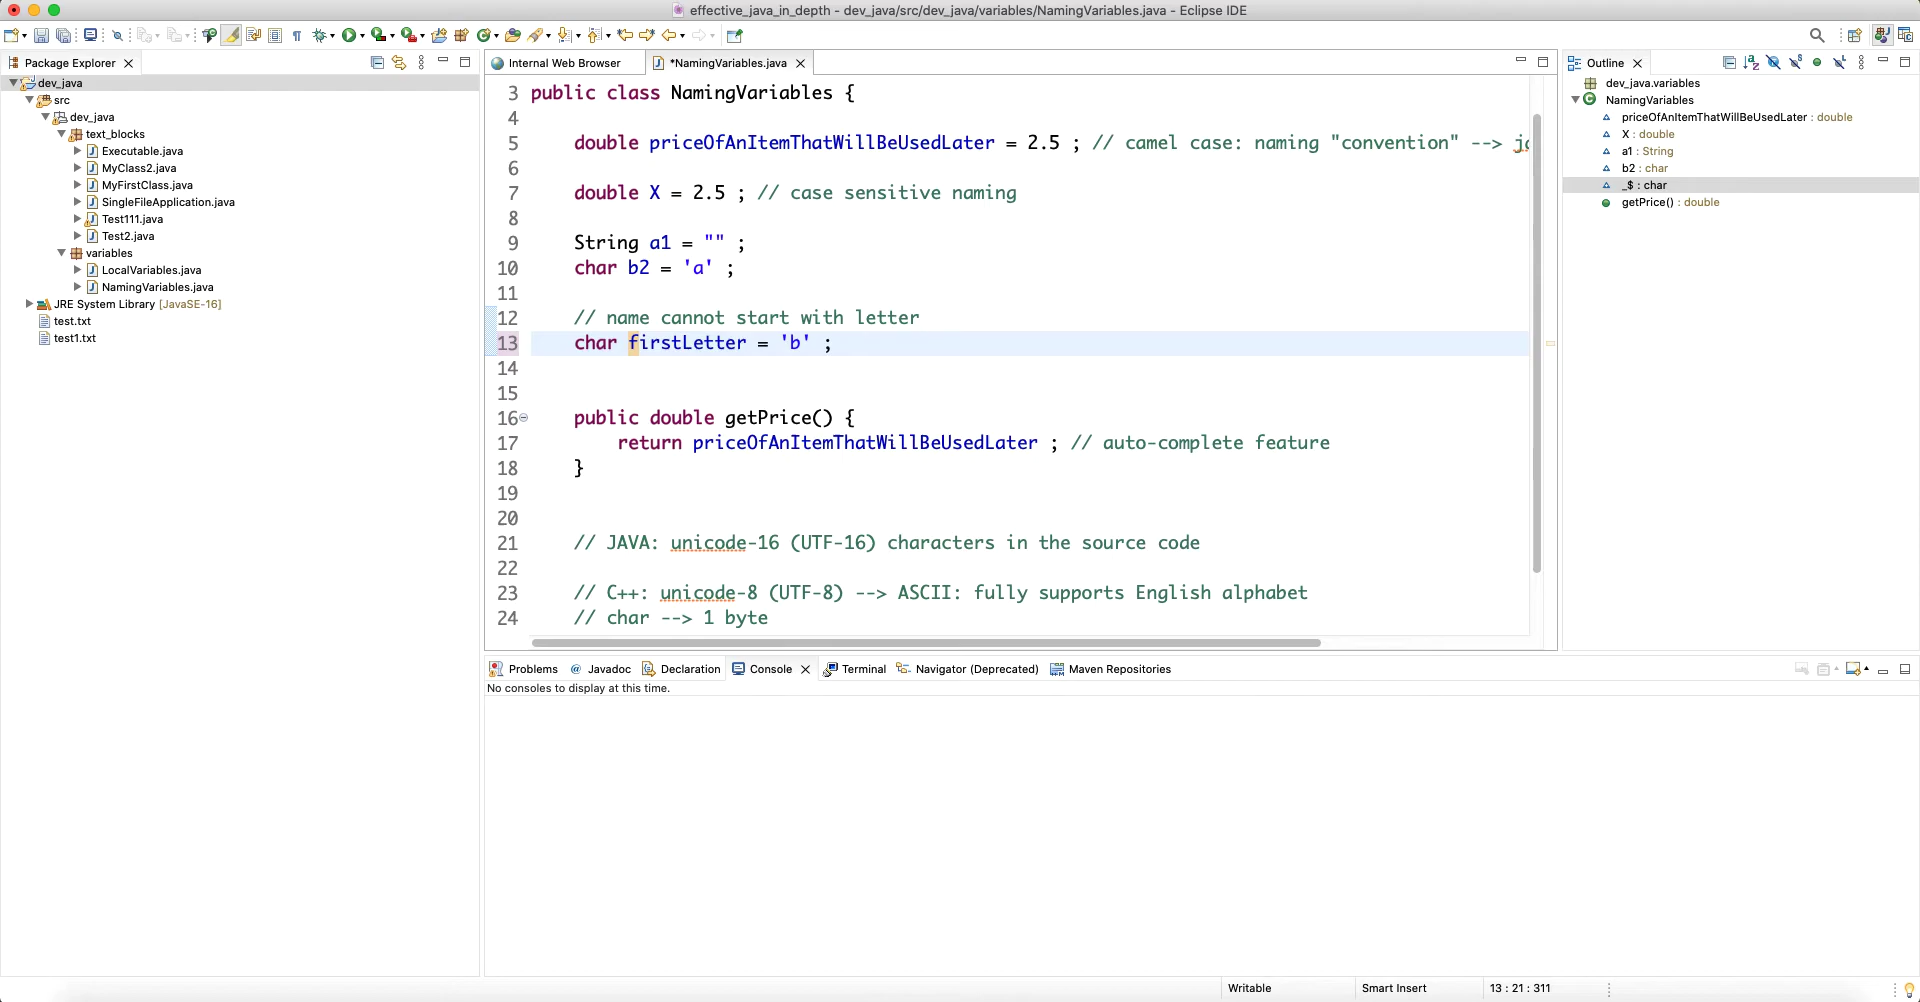 effective_java_in_depth - dev_java/src/dev_java/variables/NamingVariables.java - Eclipse IDE
Package Explorer
dev_java
src
dev_java
text_blocks
Executable.java
MyClass2.java
MyFirstClass.java
SingleFileApplication.java
Test111.java
Test2.java
variables
LocalVariables.java
NamingVariables.java
JRE System Library [JavaSE-16]
test.txt
test1.txt
Internal Web Browser
*NamingVariables.java
3 public class NamingVariables {
4
5 double priceOfAnItemThatWillBeUsedLater = 2.5 ; // camel case: naming "convention" -->
6
7 double X = 2.5 ; // case sensitive naming
8
9 String a1 = "" ;
10 char b2 = 'a' ;
11
12 // name cannot start with letter
13 char firstLetter = 'b' ;
14
15
16 public double getPrice() {
17 return priceOfAnItemThatWillBeUsedLater ; // auto-complete feature
18 }
19
20
21 // JAVA: unicode-16 (UTF-16) characters in the source code
22
23 // C++: unicode-8 (UTF-8) --> ASCII: fully supports English alphabet
24 // char --> 1 byte
Outline
dev_java.variables
NamingVariables
priceOfAnItemThatWillBeUsedLater : double
X : double
a1 : String
b2 : char
_$ : char
getPrice() : double
Problems
Javadoc
Declaration
Console
Terminal
Navigator (Deprecated)
Maven Repositories
No consoles to display at this time.
Writable
Smart Insert
13 : 21 : 311